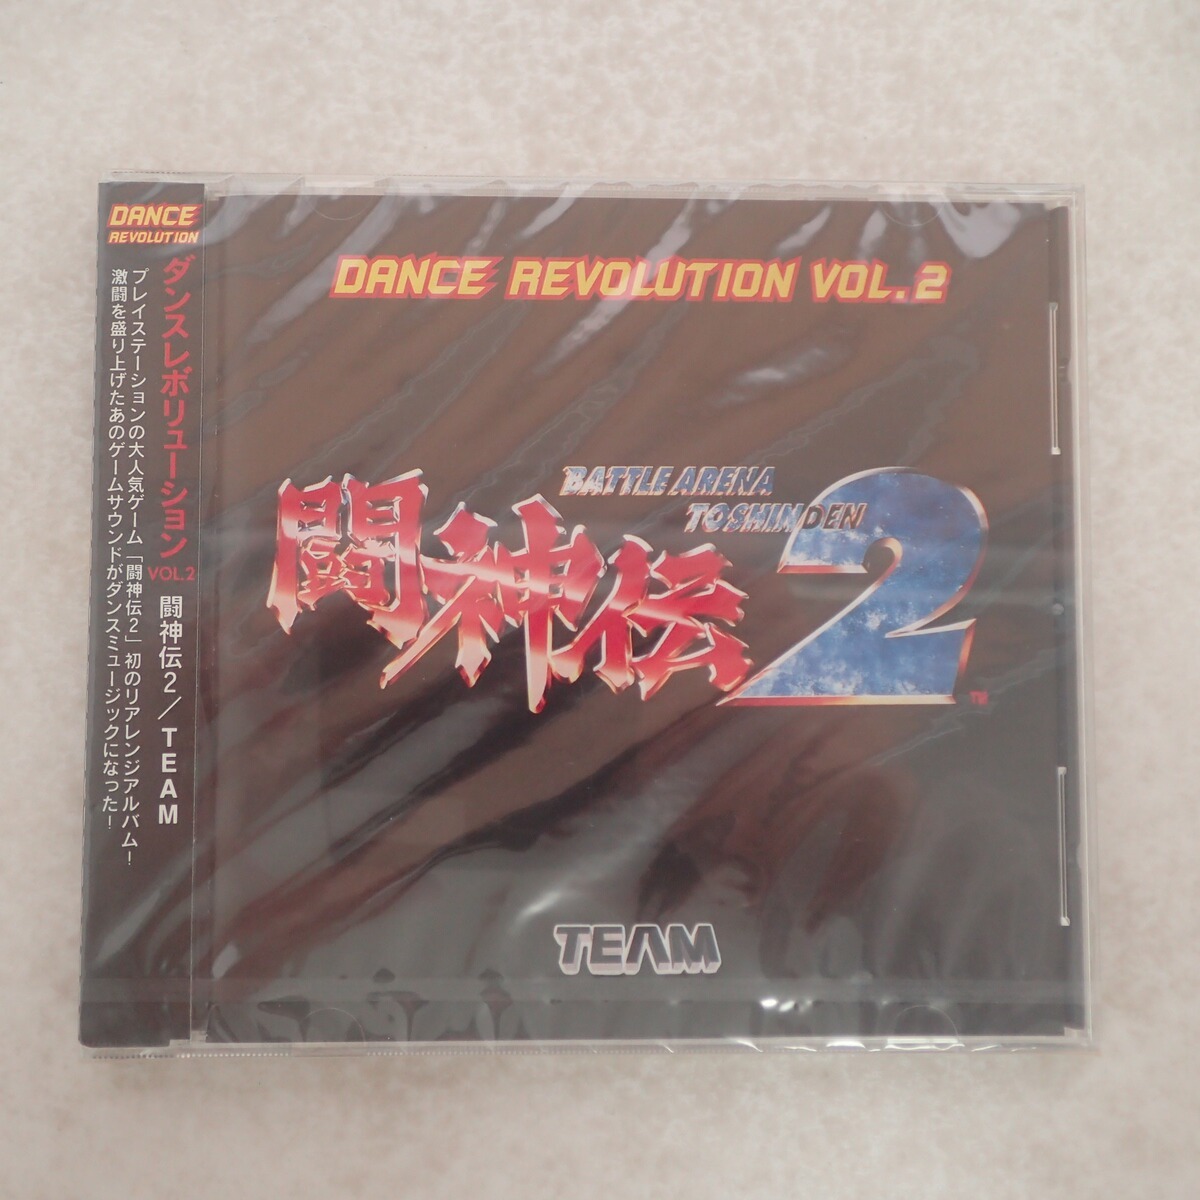 DANCE
REVOLUTION
ダンスレボリューション VOL.2 闘神伝2／TEAM
プレイステーションの大人気ゲーム「闘神伝2」初のリアレンジアルバム!
激闘を盛り上げたあのゲームサウンドがダンスミュージックになった!
DANCE REVOLUTION VOL.2
BATTLE ARENA
TOSHINDEN
闘神伝2
TM
TEAM